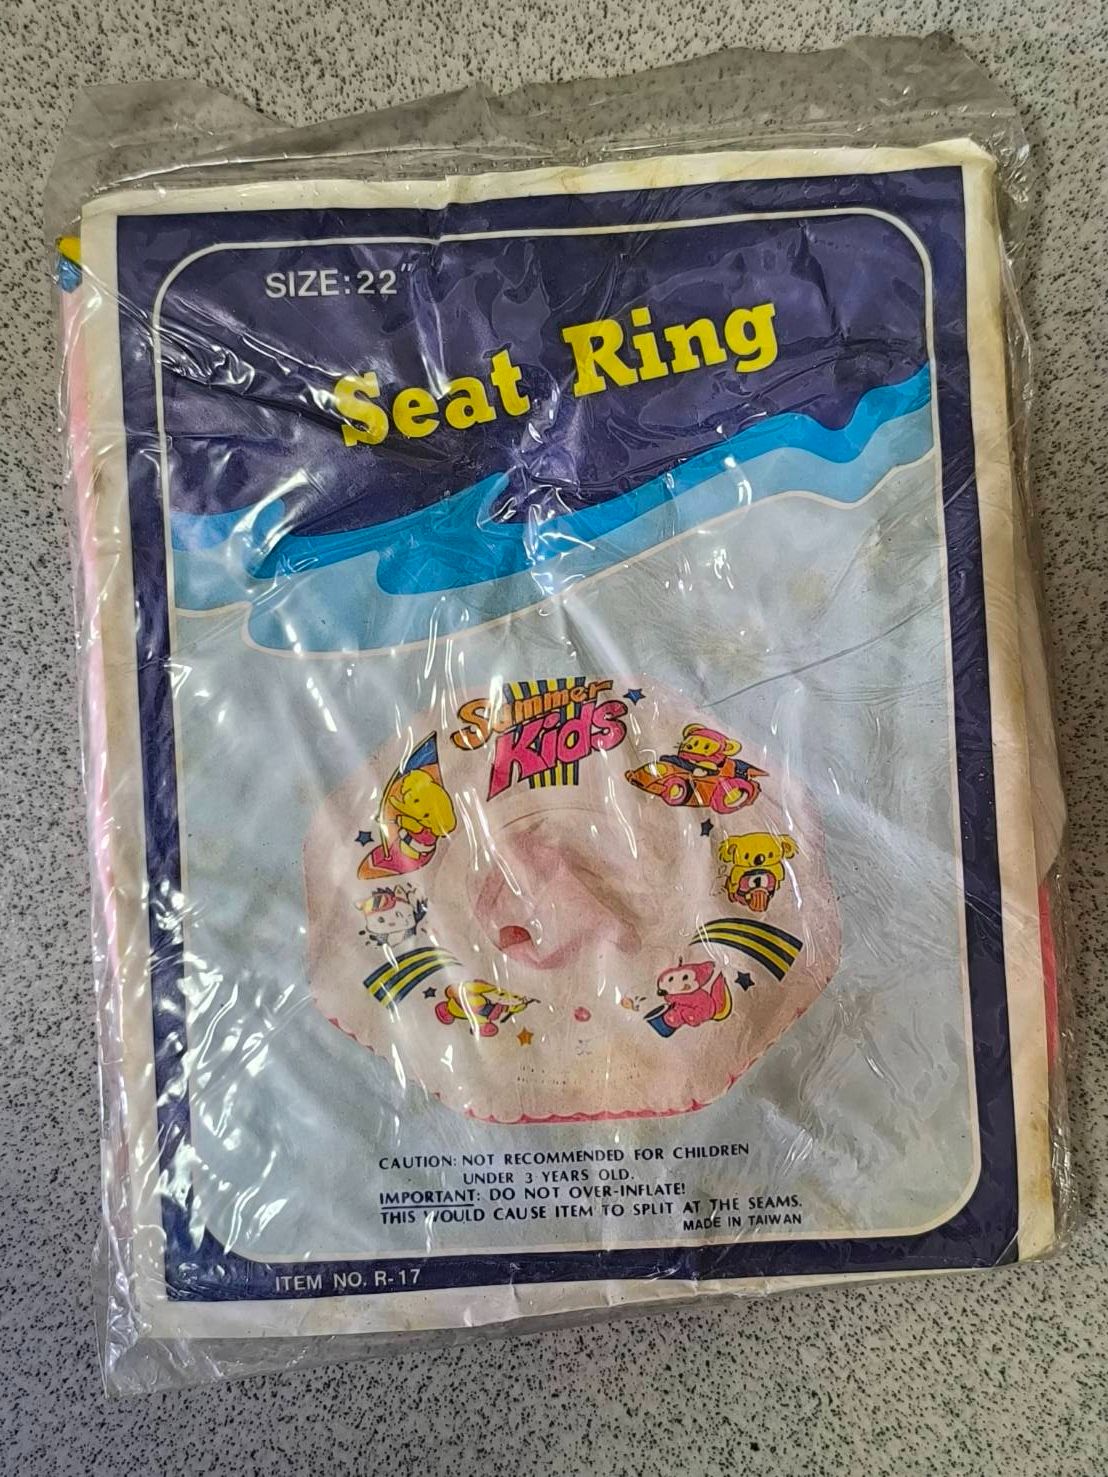 SIZE:22"
Seat Ring
Summer
Kids
CAUTION: NOT RECOMMENDED FOR CHILDREN
UNDER 3 YEARS OLD.
IMPORTANT: DO NOT OVER-INFLATE!
THIS WOULD CAUSE ITEM TO SPLIT AT THE SEAMS.
MADE IN TAIWAN
ITEM NO. R-17